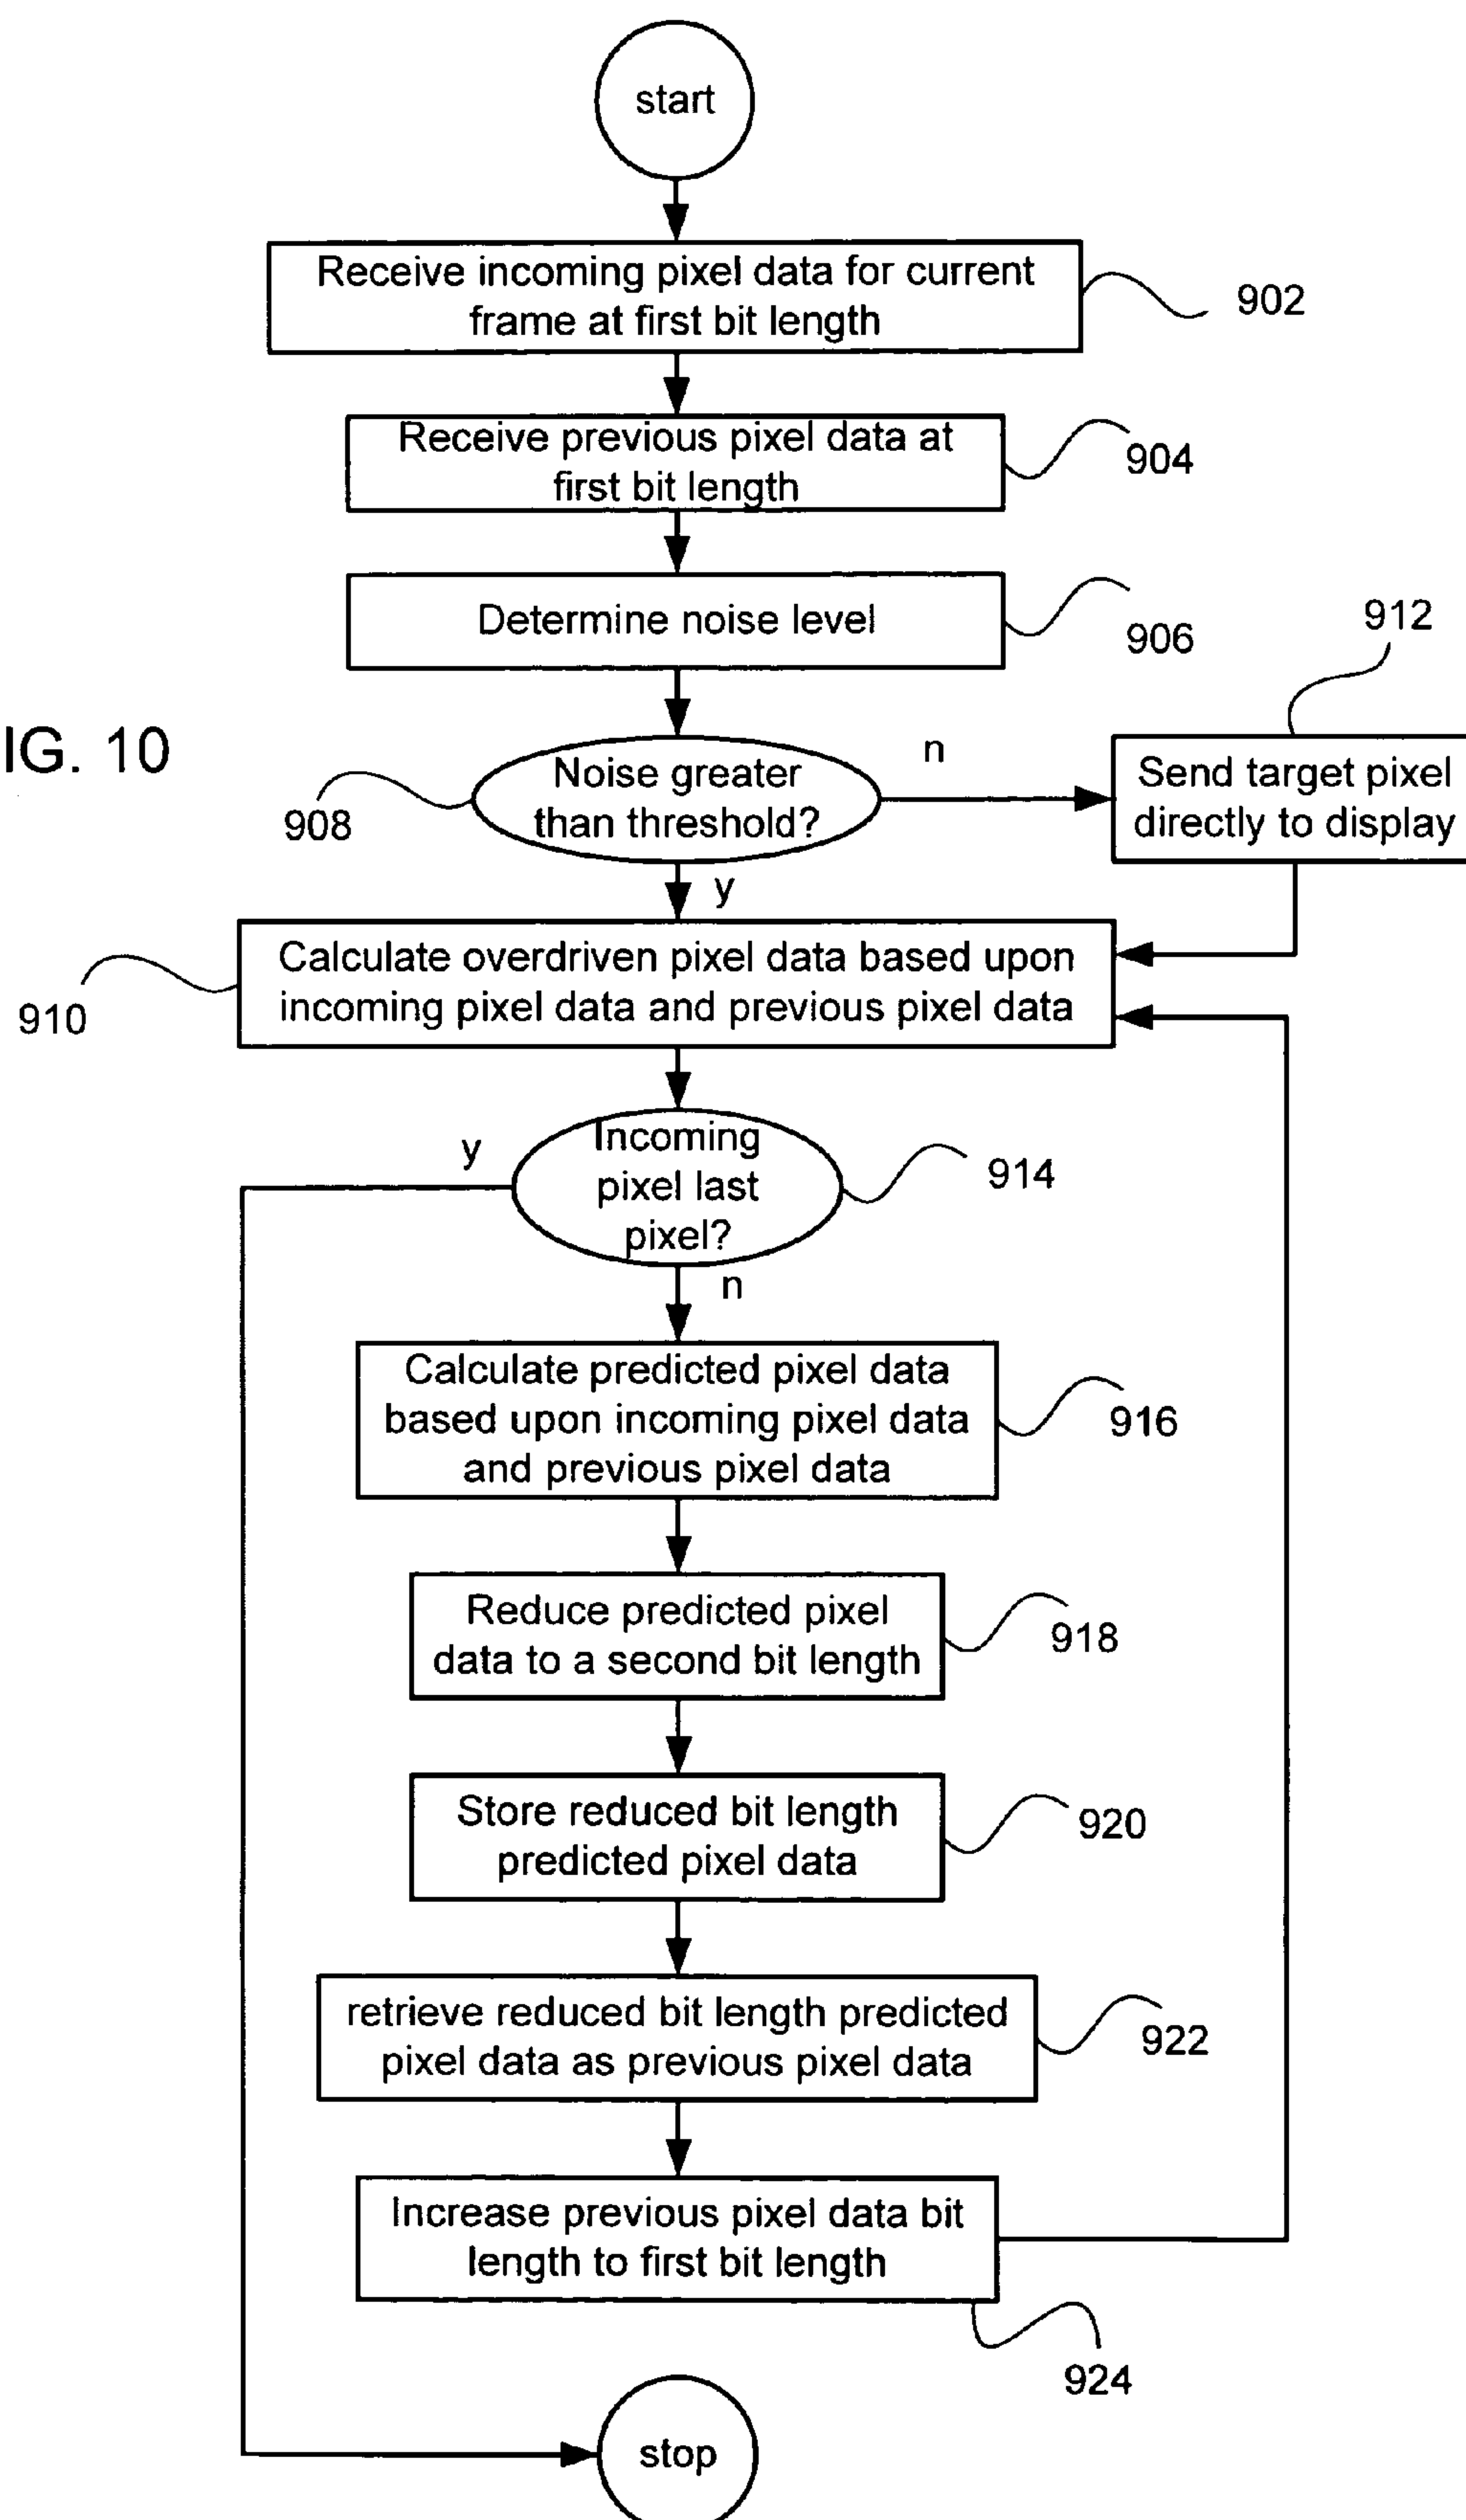 start
Receive incoming pixel data for current
frame at first bit length
902
Receive previous pixel data at
first bit length
904
Determine noise level
906
912
IG. 10
Noise greater
than threshold?
908
n
Send target pixel
directly to display
y
Calculate overdriven pixel data based upon
incoming pixel data and previous pixel data
910
Incoming
pixel last
pixel?
y
914
n
Calculate predicted pixel data
based upon incoming pixel data
and previous pixel data
916
Reduce predicted pixel
data to a second bit length
918
Store reduced bit length
predicted pixel data
920
retrieve reduced bit length predicted
pixel data as previous pixel data
922
Increase previous pixel data bit
length to first bit length
924
stop